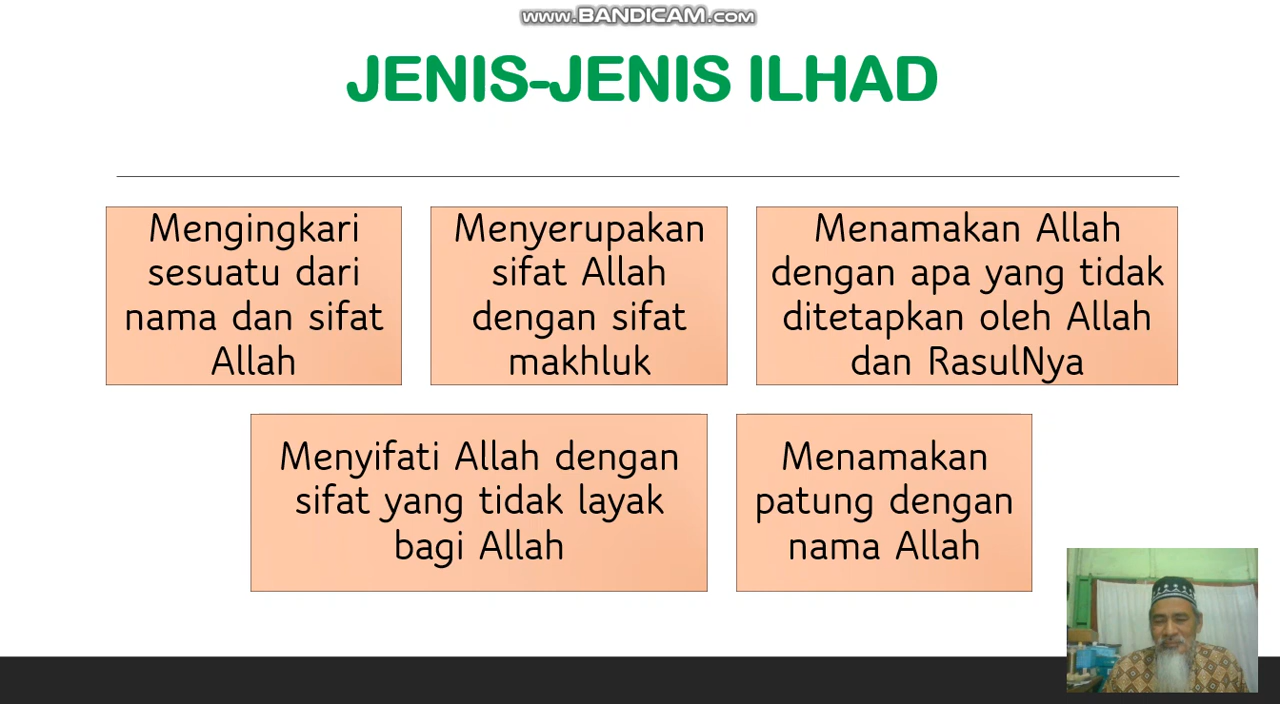 www.BANDICAM.com
JENIS-JENIS ILHAD
Mengingkari
sesuatu dari
nama dan sifat
Allah
Menyerupakan
sifat Allah
dengan sifat
makhluk
Menamakan Allah
dengan apa yang tidak
ditetapkan oleh Allah
dan RasulNya
Menyifati Allah dengan
sifat yang tidak layak
bagi Allah
Menamakan
patung dengan
nama Allah